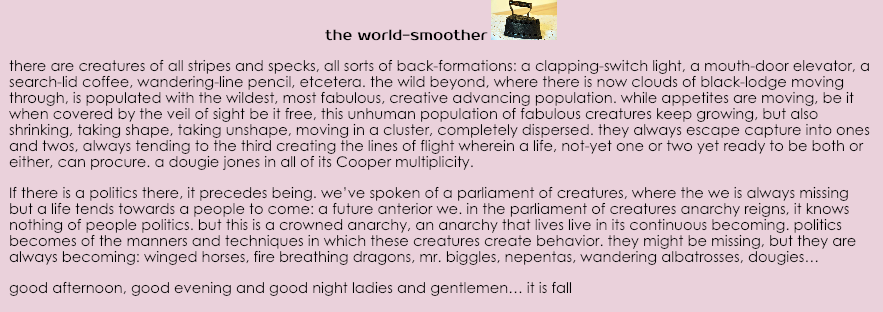 the world-smoother
there are creatures of all stripes and specks, all sorts of back-formations: a clapping-switch light, a mouth-door elevator, a
search-lid coffee, wandering-line pencil, etcetera. the wild beyond, where there is now clouds of black-lodge moving
through, is populated with the wildest, most fabulous, creative advancing population. while appetites are moving, be it
when covered by the veil of sight be it free, this unhuman population of fabulous creatures keep growing, but also
shrinking, taking shape, taking unshape, moving in a cluster, completely dispersed. they always escape capture into ones
and twos, always tending to the third creating the lines of flight wherein a life, not-yet one or two yet ready to be both or
either, can procure. a dougie jones in all of its Cooper multiplicity.
If there is a politics there, it precedes being. we've spoken of a parliament of creatures, where the we is always missing
but a life tends towards a people to come: a future anterior we. in the parliament of creatures anarchy reigns, it knows
nothing of people politics. but this is a crowned anarchy, an anarchy that lives live in its continuous becoming. politics
becomes of the manners and techniques in which these creatures create behavior. they might be missing, but they are
always becoming: winged horses, fire breathing dragons, mr. biggles, nepentas, wandering albatrosses, dougies…
good afternoon, good evening and good night ladies and gentlemen… it is fall